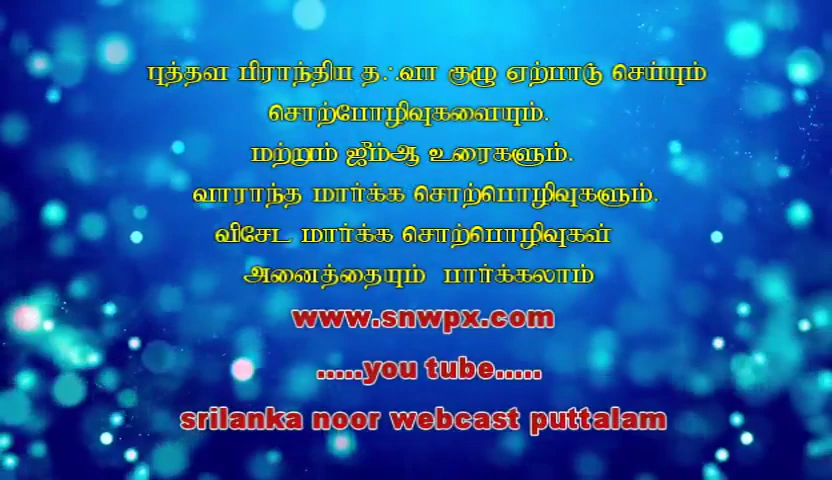 புத்தள பிராந்திய தஃவா குழு ஏற்பாடு செய்யும்
சொற்போழிவுகளையும்.
மற்றும் ஜீம்ஆ உரைகளும்.
வாராந்த மார்க்க சொற்பொழிவுகளும்.
விசேட மார்க்க சொற்பொழிவுகள்
அனைத்தையும் பார்க்கலாம்
www.snwpx.com
.....you tube.....
srilanka noor webcast puttalam